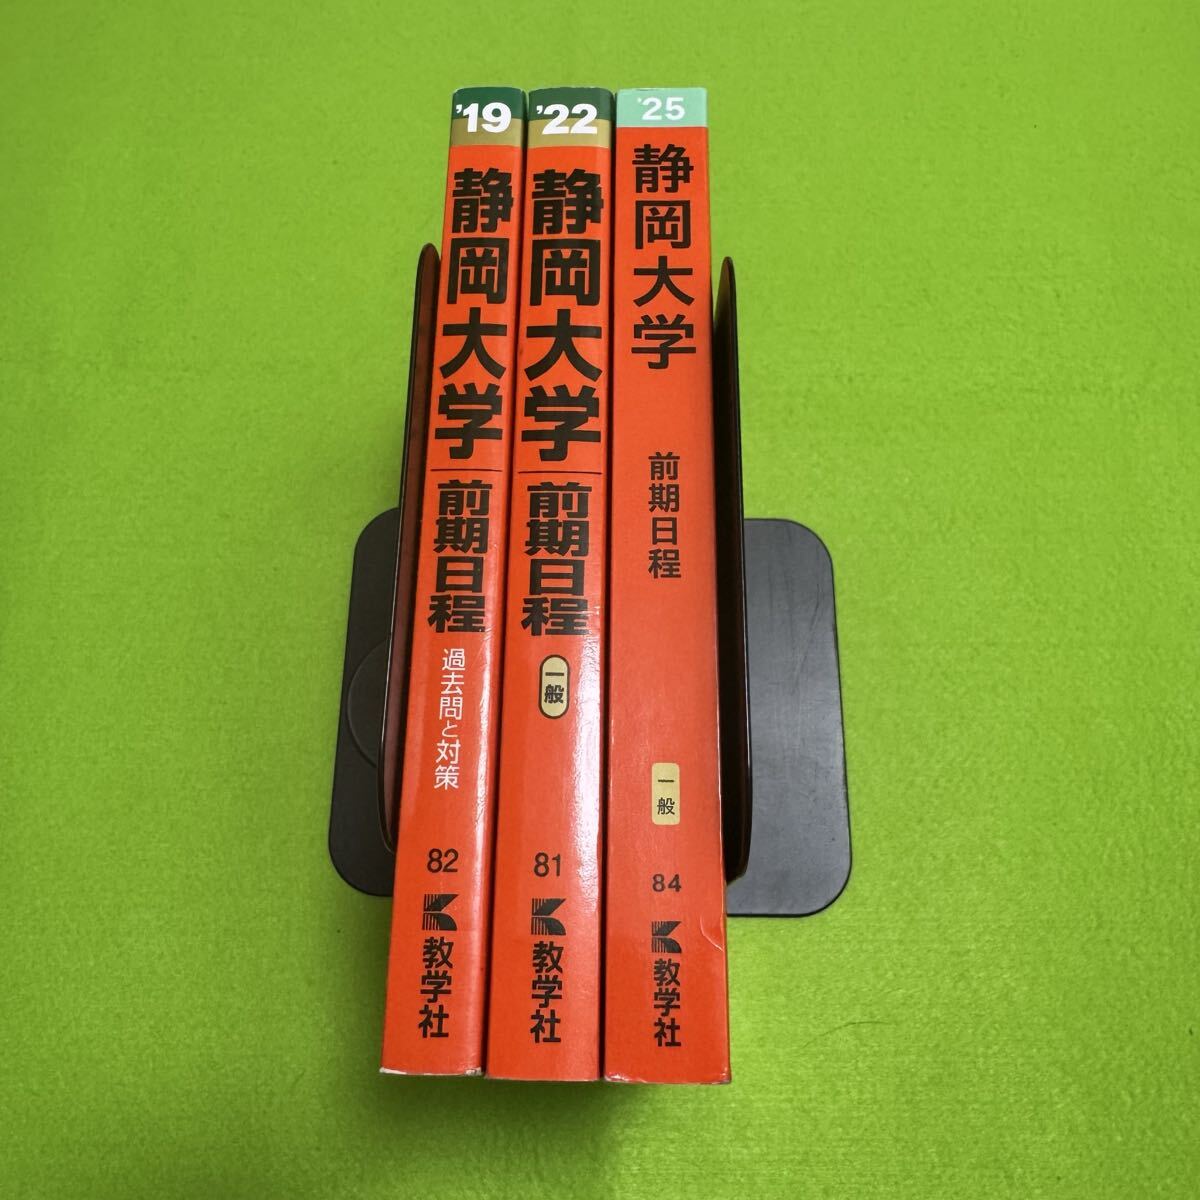 '19
静岡大学
前期日程
過去問と対策
82
教学社
'22
静岡大学
前期日程
一般
81
教学社
'25
静岡大学
前期日程
一般
84
教学社